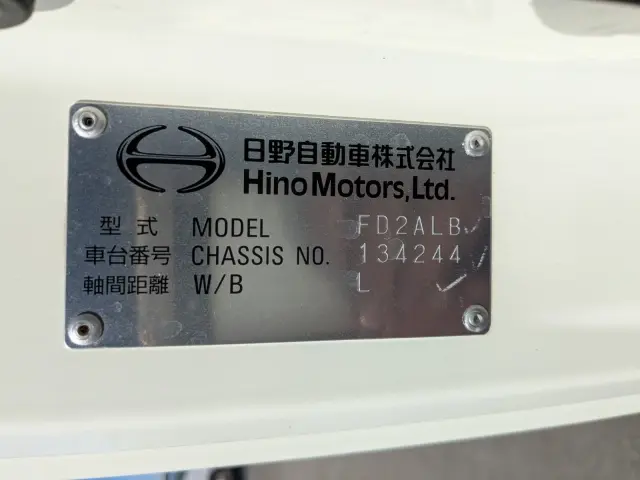 日野自動車株式会社
Hino Motors, Ltd.
型式 MODEL FD2ALB
車台番号 CHASSIS NO. 134244
軸間距離 W/B L